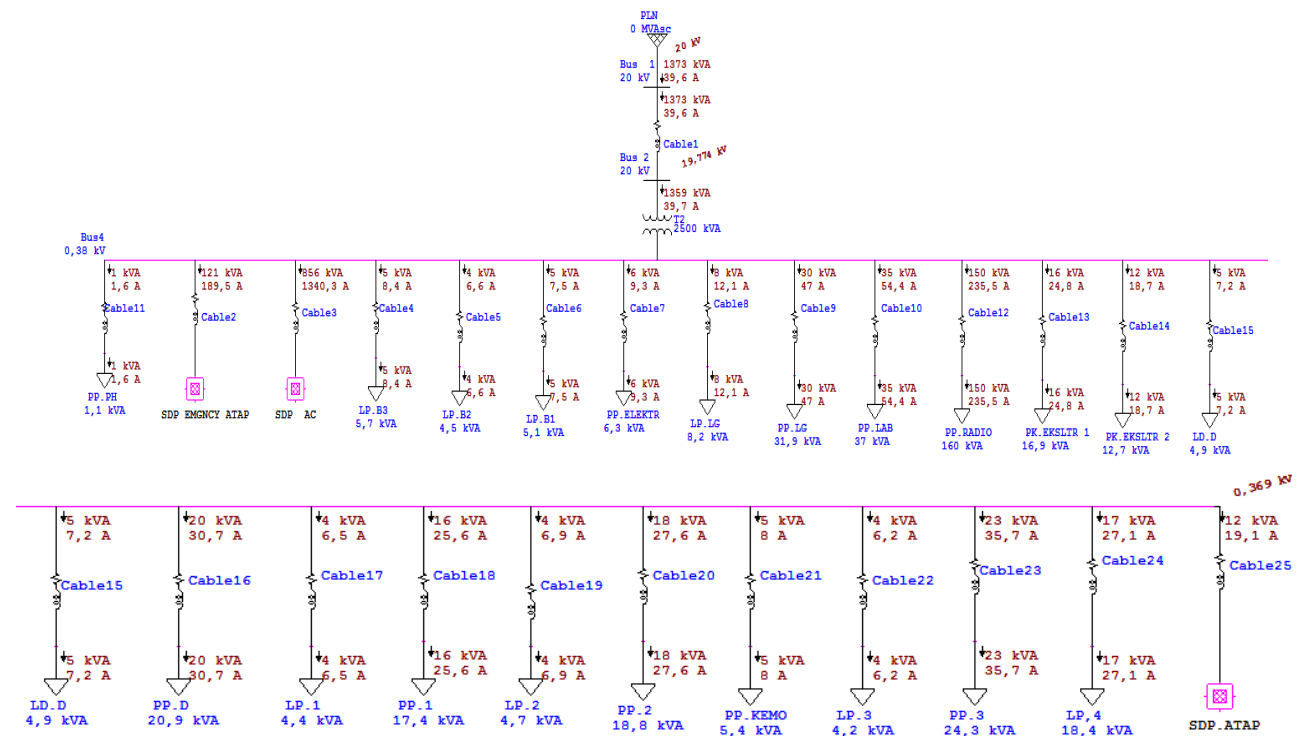 PLN
0 MVAsc
20 kV
Bus 1
20 kV
1373 kVA
39,6 A
1373 kVA
39,6 A
Cable1
Bus 2
20 kV
19,774 kV
1359 kVA
39,7 A
T2
2500 kVA
Bus4
0,38 kV
1 kVA
1,6 A
121 kVA
189,5 A
856 kVA
1340,3 A
5 kVA
8,4 A
4 kVA
6,6 A
5 kVA
7,5 A
6 kVA
9,3 A
8 kVA
12,1 A
30 kVA
47 A
35 kVA
54,4 A
150 kVA
235,5 A
16 kVA
24,8 A
12 kVA
18,7 A
5 kVA
7,2 A
Cable11
Cable2
Cable3
Cable4
Cable5
Cable6
Cable7
Cable8
Cable9
Cable10
Cable12
Cable13
Cable14
Cable15
1 kVA
1,6 A
5 kVA
8,4 A
4 kVA
6,6 A
5 kVA
7,5 A
6 kVA
9,3 A
8 kVA
12,1 A
30 kVA
47 A
35 kVA
54,4 A
150 kVA
235,5 A
16 kVA
24,8 A
12 kVA
18,7 A
5 kVA
7,2 A
PP.PH
1,1 kVA
SDP EMGNCY ATAP
SDP AC
LP.B3
5,7 kVA
LP.B2
4,5 kVA
LP.B1
5,1 kVA
PP.ELEKTR
6,3 kVA
LP.LG
8,2 kVA
PP.LG
31,9 kVA
PP.LAB
37 kVA
PP.RADIO
160 kVA
PK.EKSLTR 1
16,9 kVA
PK.EKSLTR 2
12,7 kVA
LD.D
4,9 kVA
0,369 kV
5 kVA
7,2 A
20 kVA
30,7 A
4 kVA
6,5 A
16 kVA
25,6 A
4 kVA
6,9 A
18 kVA
27,6 A
5 kVA
8 A
4 kVA
6,2 A
23 kVA
35,7 A
17 kVA
27,1 A
12 kVA
19,1 A
Cable15
Cable16
Cable17
Cable18
Cable19
Cable20
Cable21
Cable22
Cable23
Cable24
Cable25
5 kVA
7,2 A
20 kVA
30,7 A
4 kVA
6,5 A
16 kVA
25,6 A
4 kVA
6,9 A
18 kVA
27,6 A
5 kVA
8 A
4 kVA
6,2 A
23 kVA
35,7 A
17 kVA
27,1 A
LD.D
4,9 kVA
PP.D
20,9 kVA
LP.1
4,4 kVA
PP.1
17,4 kVA
LP.2
4,7 kVA
PP.2
18,8 kVA
PP.KEMO
5,4 kVA
LP.3
4,2 kVA
PP.3
24,3 kVA
LP,4
18,4 kVA
SDP.ATAP